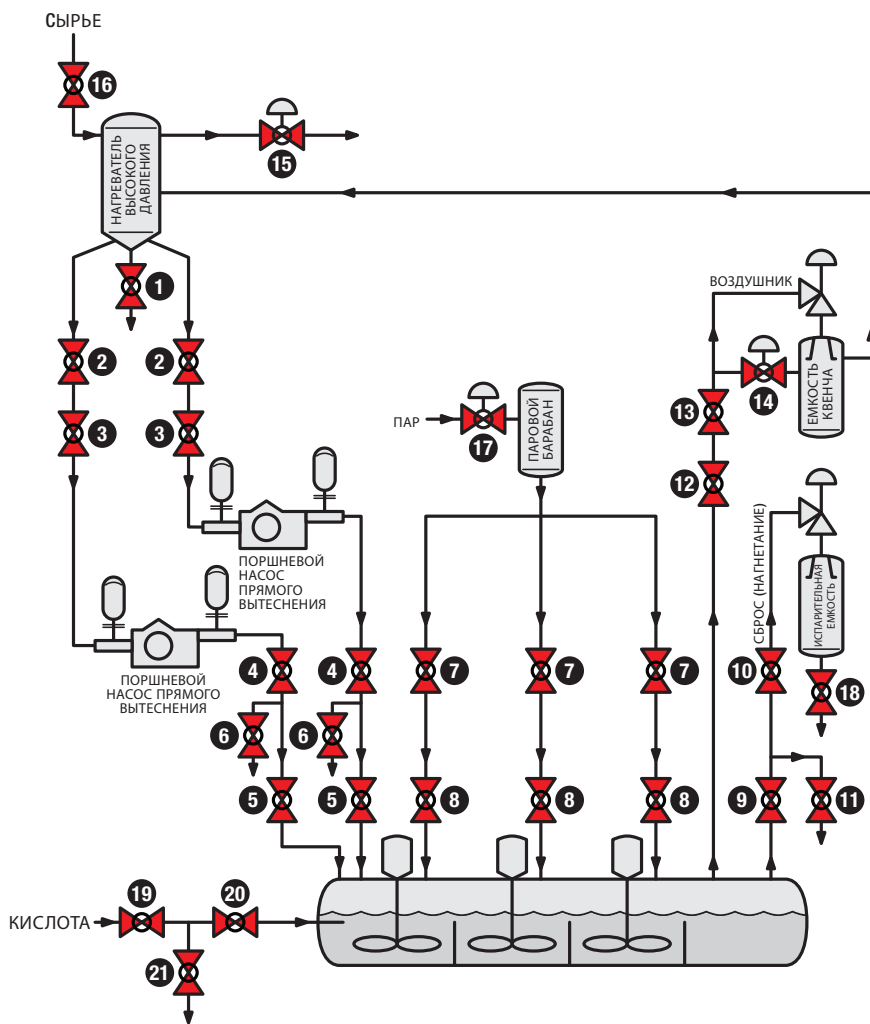 СЫРЬЕ
16
15
НАГРЕВАТЕЛЬ
ВЫСОКОГО
ДАВЛЕНИЯ
1
2
2
3
3
ВОЗДУШНИК
14
ЕМКОСТЬ
КВЕНЧА
13
12
ПАР
17
ПАРОВОЙ
БАРАБАН
ПОРШНЕВОЙ
НАСОС
ПРЯМОГО
ВЫТЕСНЕНИЯ
ПОРШНЕВОЙ
НАСОС ПРЯМОГО
ВЫТЕСНЕНИЯ
СБРОС (НАГНЕТАНИЕ)
ИСПАРИТЕЛЬНАЯ
ЕМКОСТЬ
4
4
7
7
7
10
18
6
6
5
5
8
8
8
9
11
КИСЛОТА
19
20
21